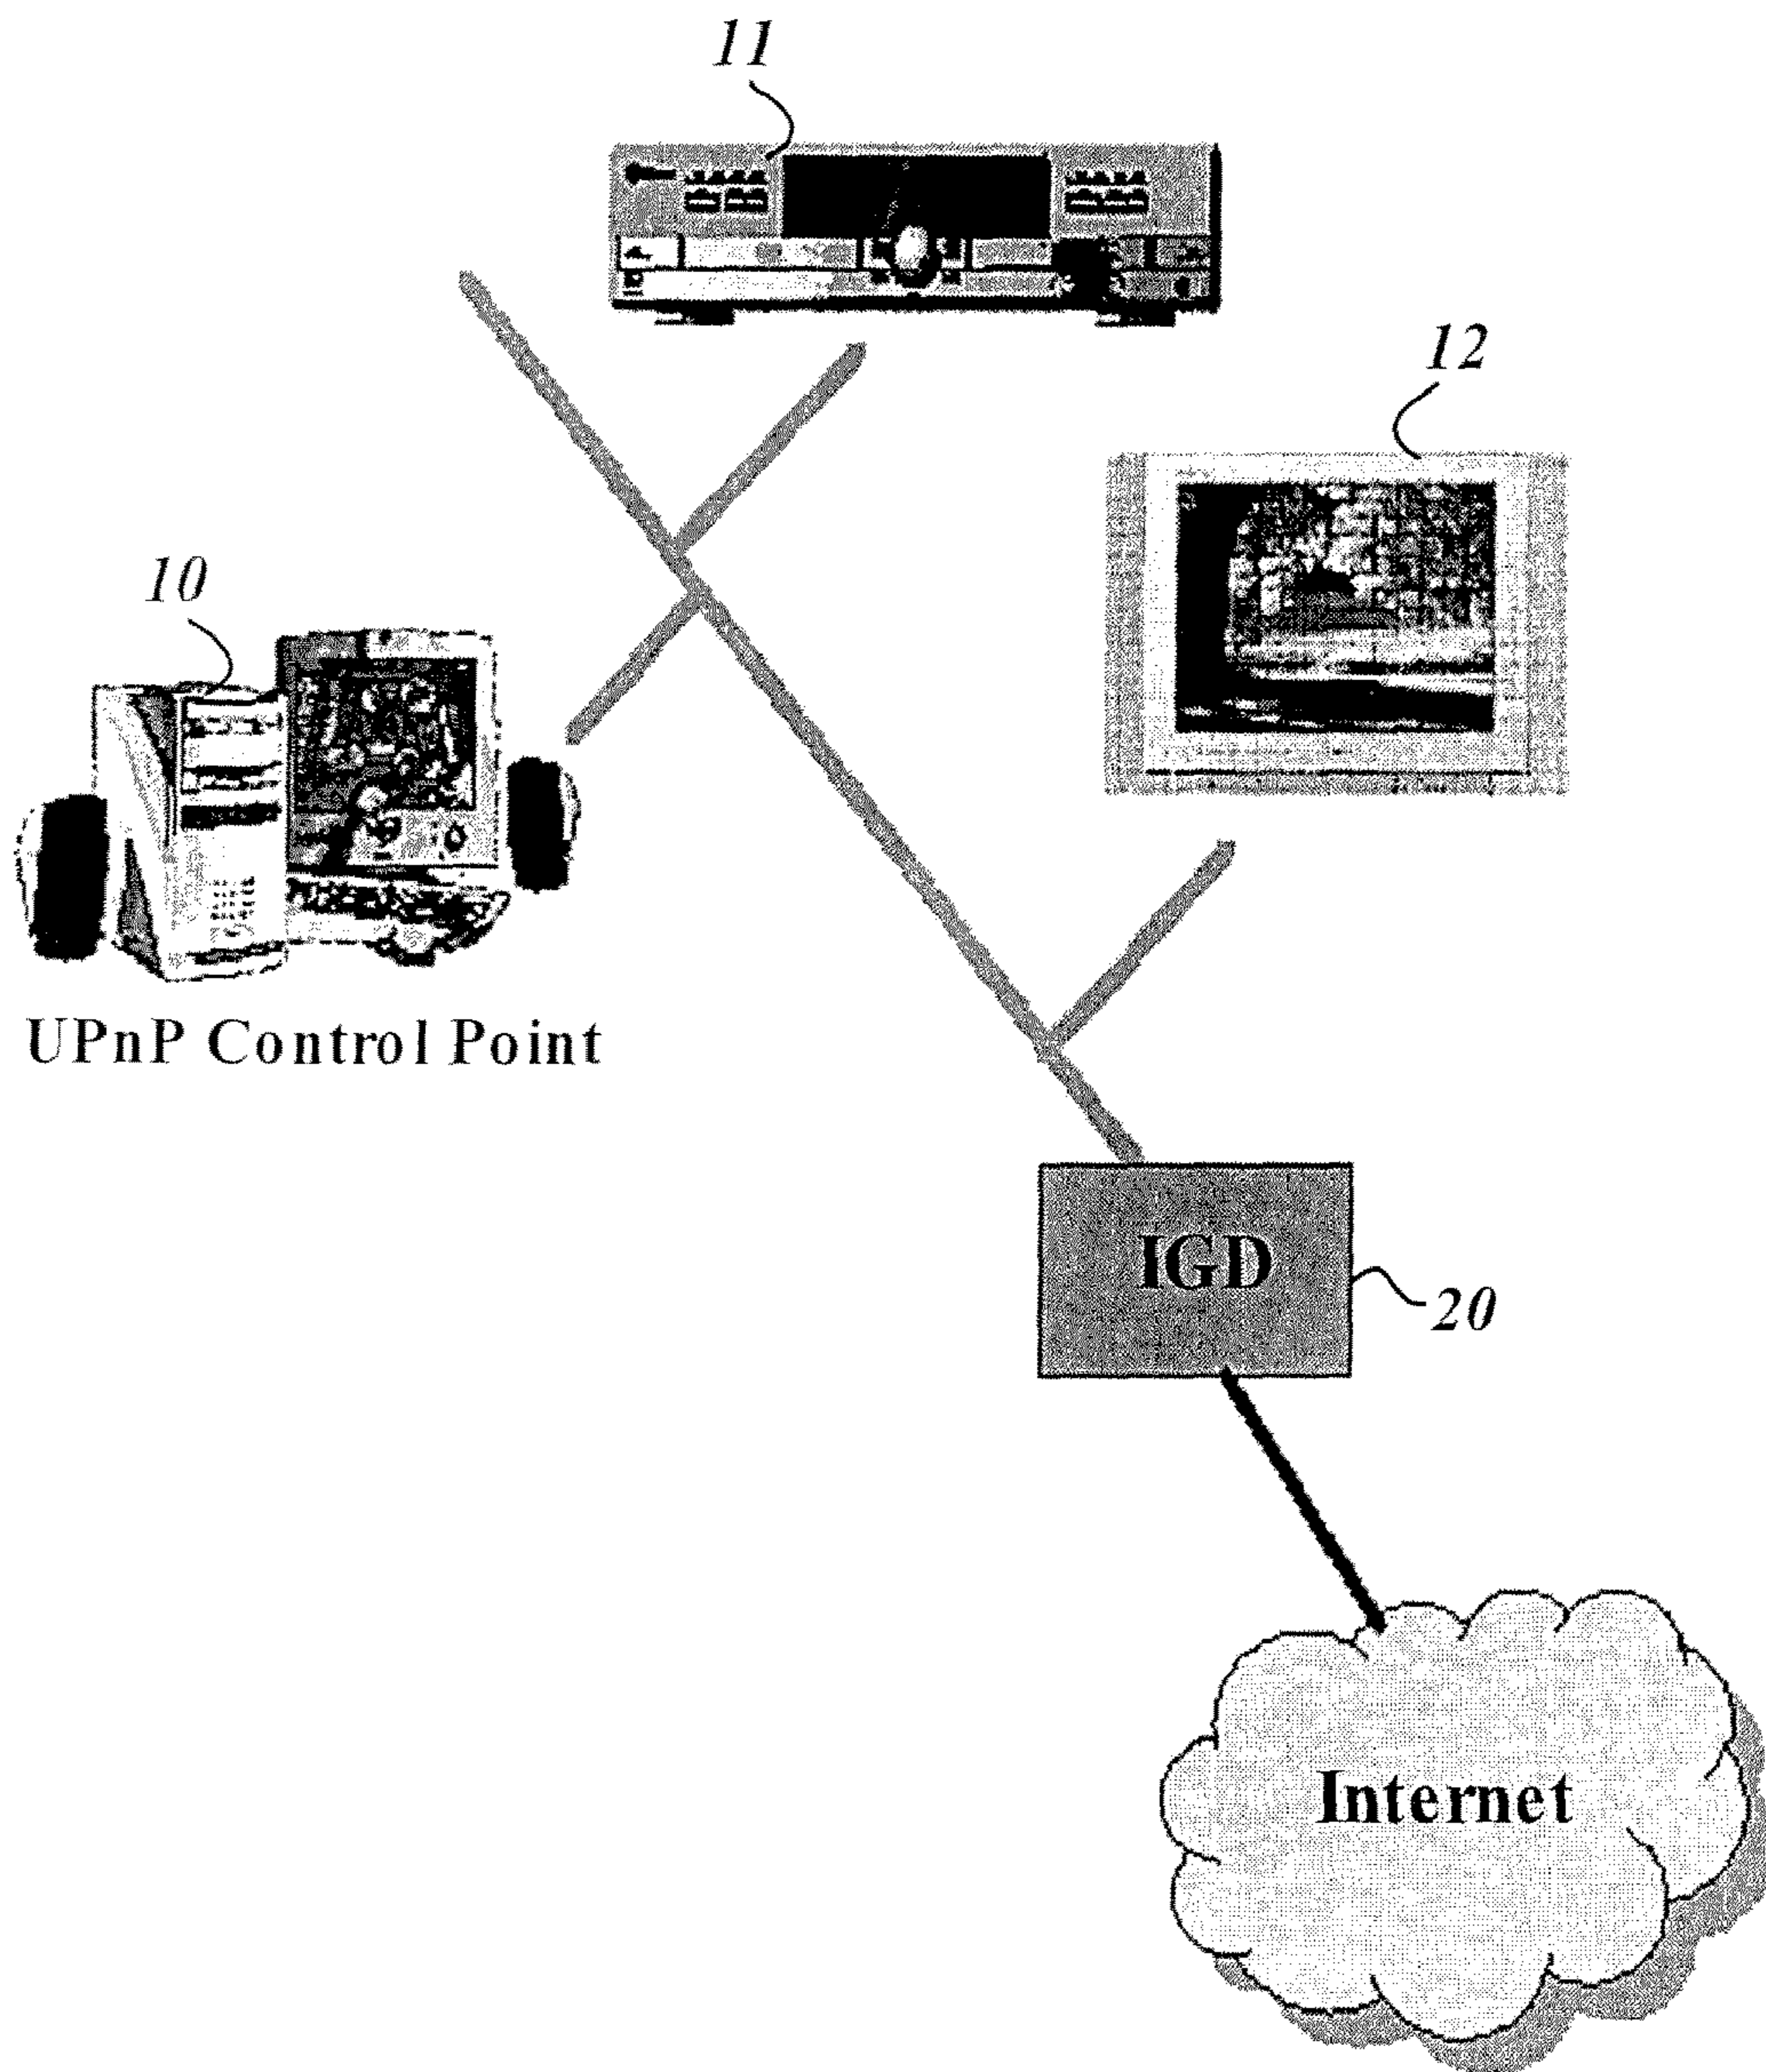 11
12
10
UPnP Control Point
IGD
20
Internet